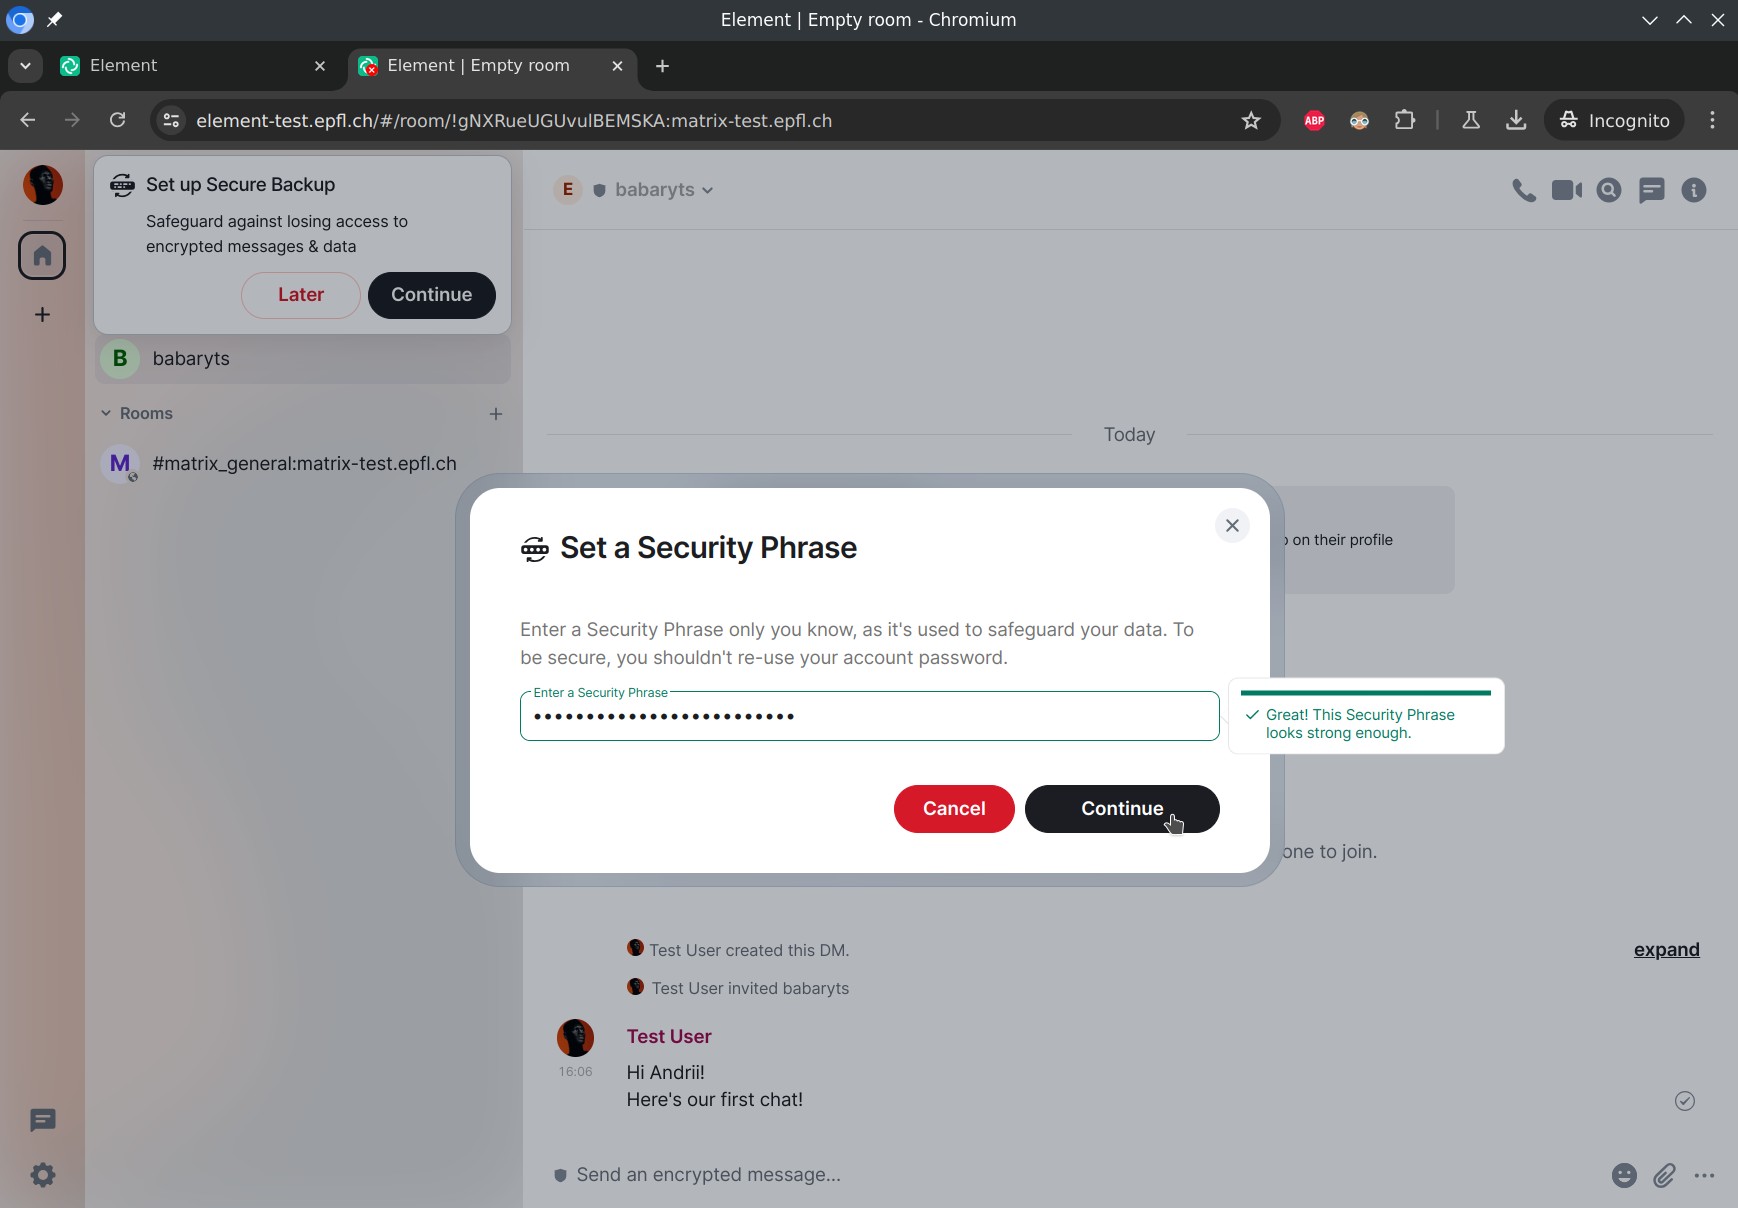 Element | Empty room - Chromium
Element
Element | Empty room
element-test.epfl.ch/#/room/!gNXRueUGUvulBEMSKA:matrix-test.epfl.ch
ABP
Incognito
Set up Secure Backup
Safeguard against losing access to
encrypted messages & data
Later
Continue
B
babaryts
Rooms
M
#matrix_general:matrix-test.epfl.ch
E
babaryts
Today
on their profile
Set a Security Phrase
Enter a Security Phrase only you know, as it's used to safeguard your data. To
be secure, you shouldn't re-use your account password.
Enter a Security Phrase
Great! This Security Phrase
looks strong enough.
Cancel
Continue
one to join.
Test User created this DM.
expand
Test User invited babaryts
Test User
16:06
Hi Andrii!
Here's our first chat!
Send an encrypted message...